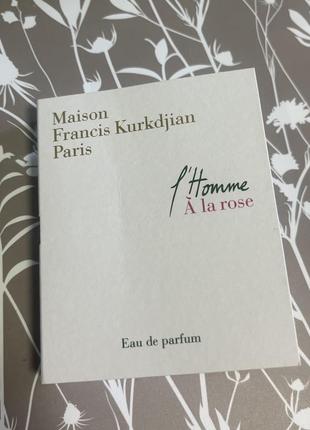 Maison
Francis Kurkdjian
Paris
l'Homme
À la rose
Eau de parfum